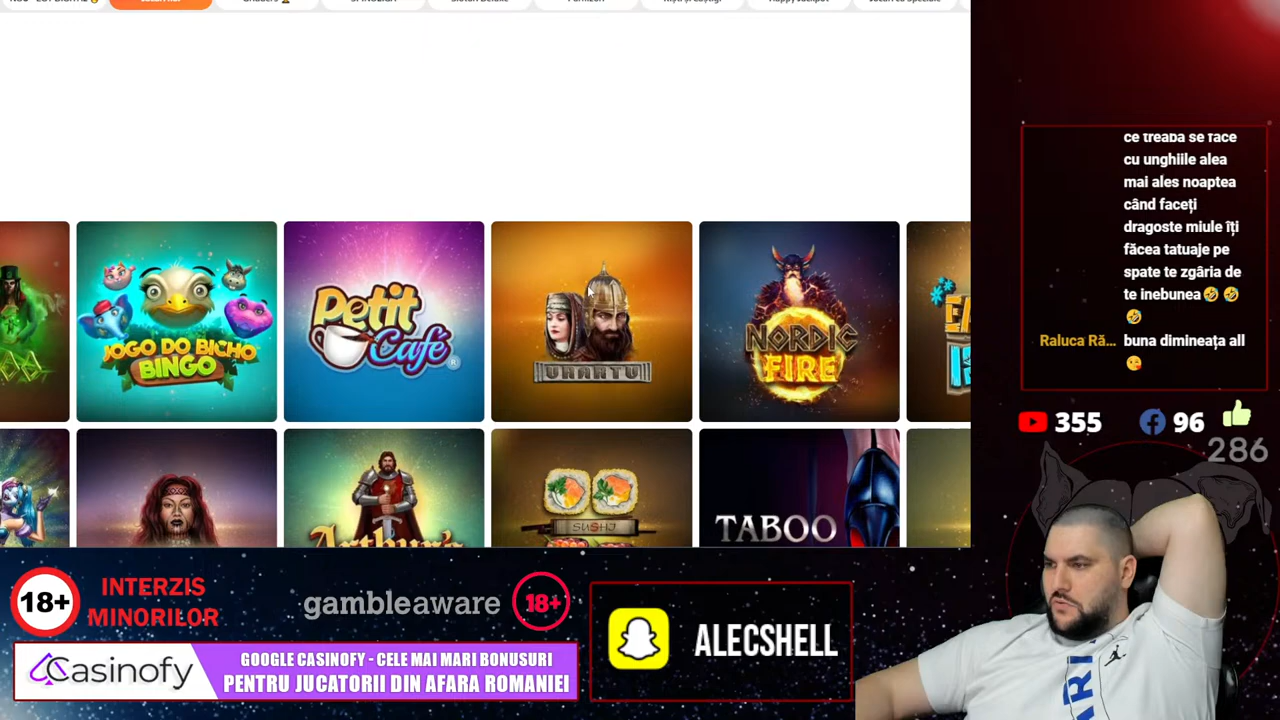 Happy Jackpot
ce treaba se face
cu unghiile alea
mai ales noaptea
când faceți
dragoste miule îți
făcea tatuaje pe
spate te zgâria de
te inebunea
Raluca Ră... buna dimineața all
JOGO DO BICHO
BINGO
Petit
Café
URARTU
NORDIC
FIRE
Arthur's
SUSHI
TABOO
355
96
286
18+
INTERZIS
MINORILOR
gambleaware
18+
ALECSHELL
Casinofy
GOOGLE CASINOFY - CELE MAI MARI BONUSURI
PENTRU JUCATORII DIN AFARA ROMANIEI